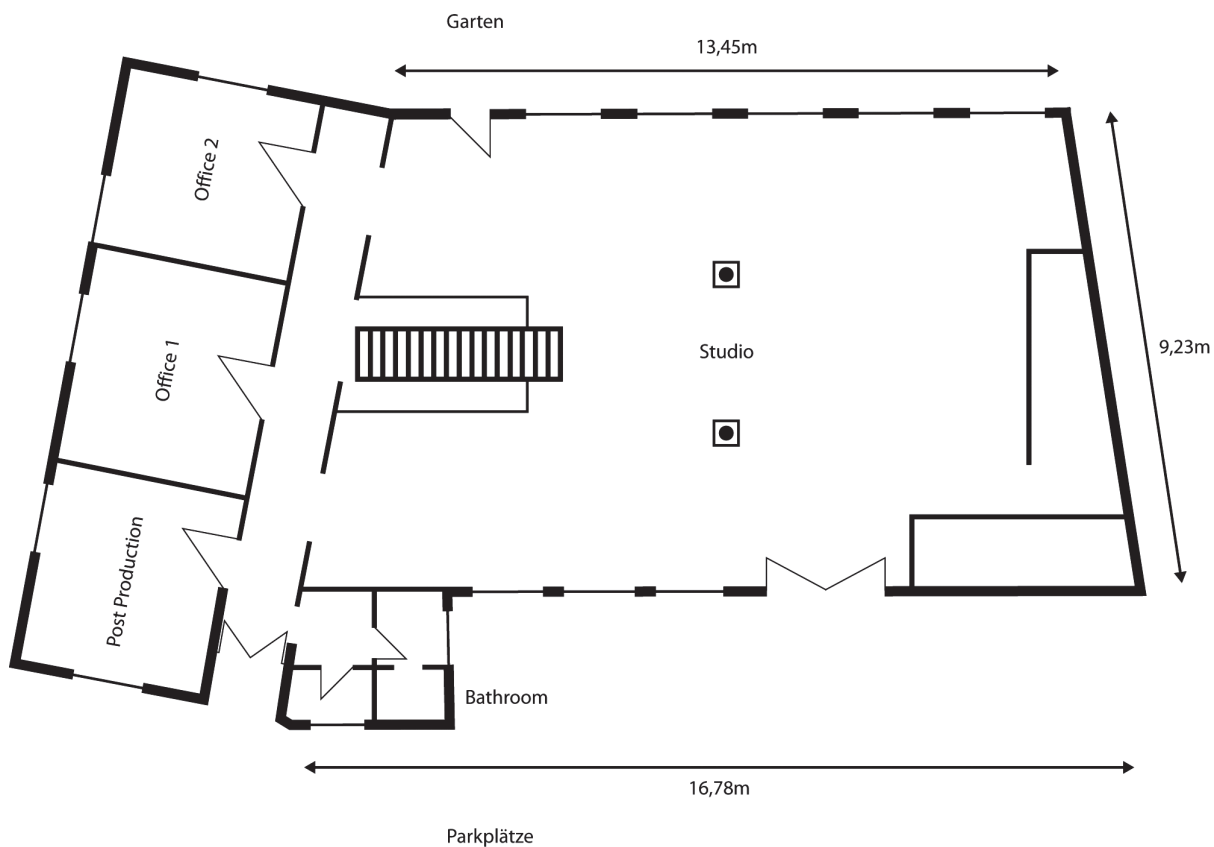 Garten
13,45m
Office 2
Office 1
Studio
9,23m
Post Production
Bathroom
16,78m
Parkplätze